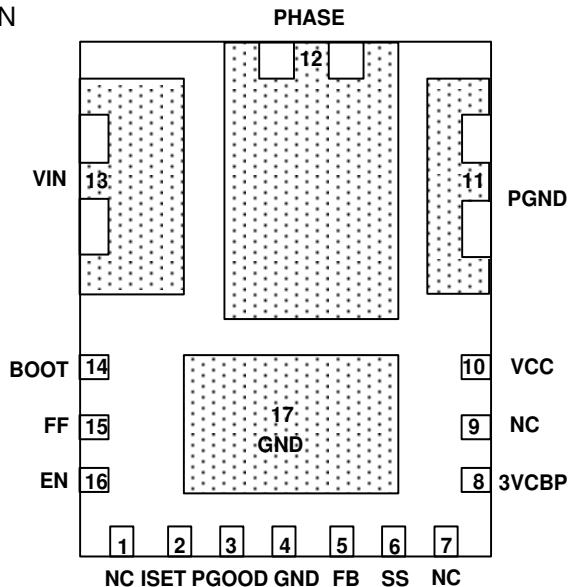 N
PHASE
12
VIN
13
11
PGND
BOOT
14
10
VCC
FF
15
17
GND
9
NC
EN
16
8
3VCBP
1 2 3 4 5 6 7
NC ISET PGOOD GND FB SS NC